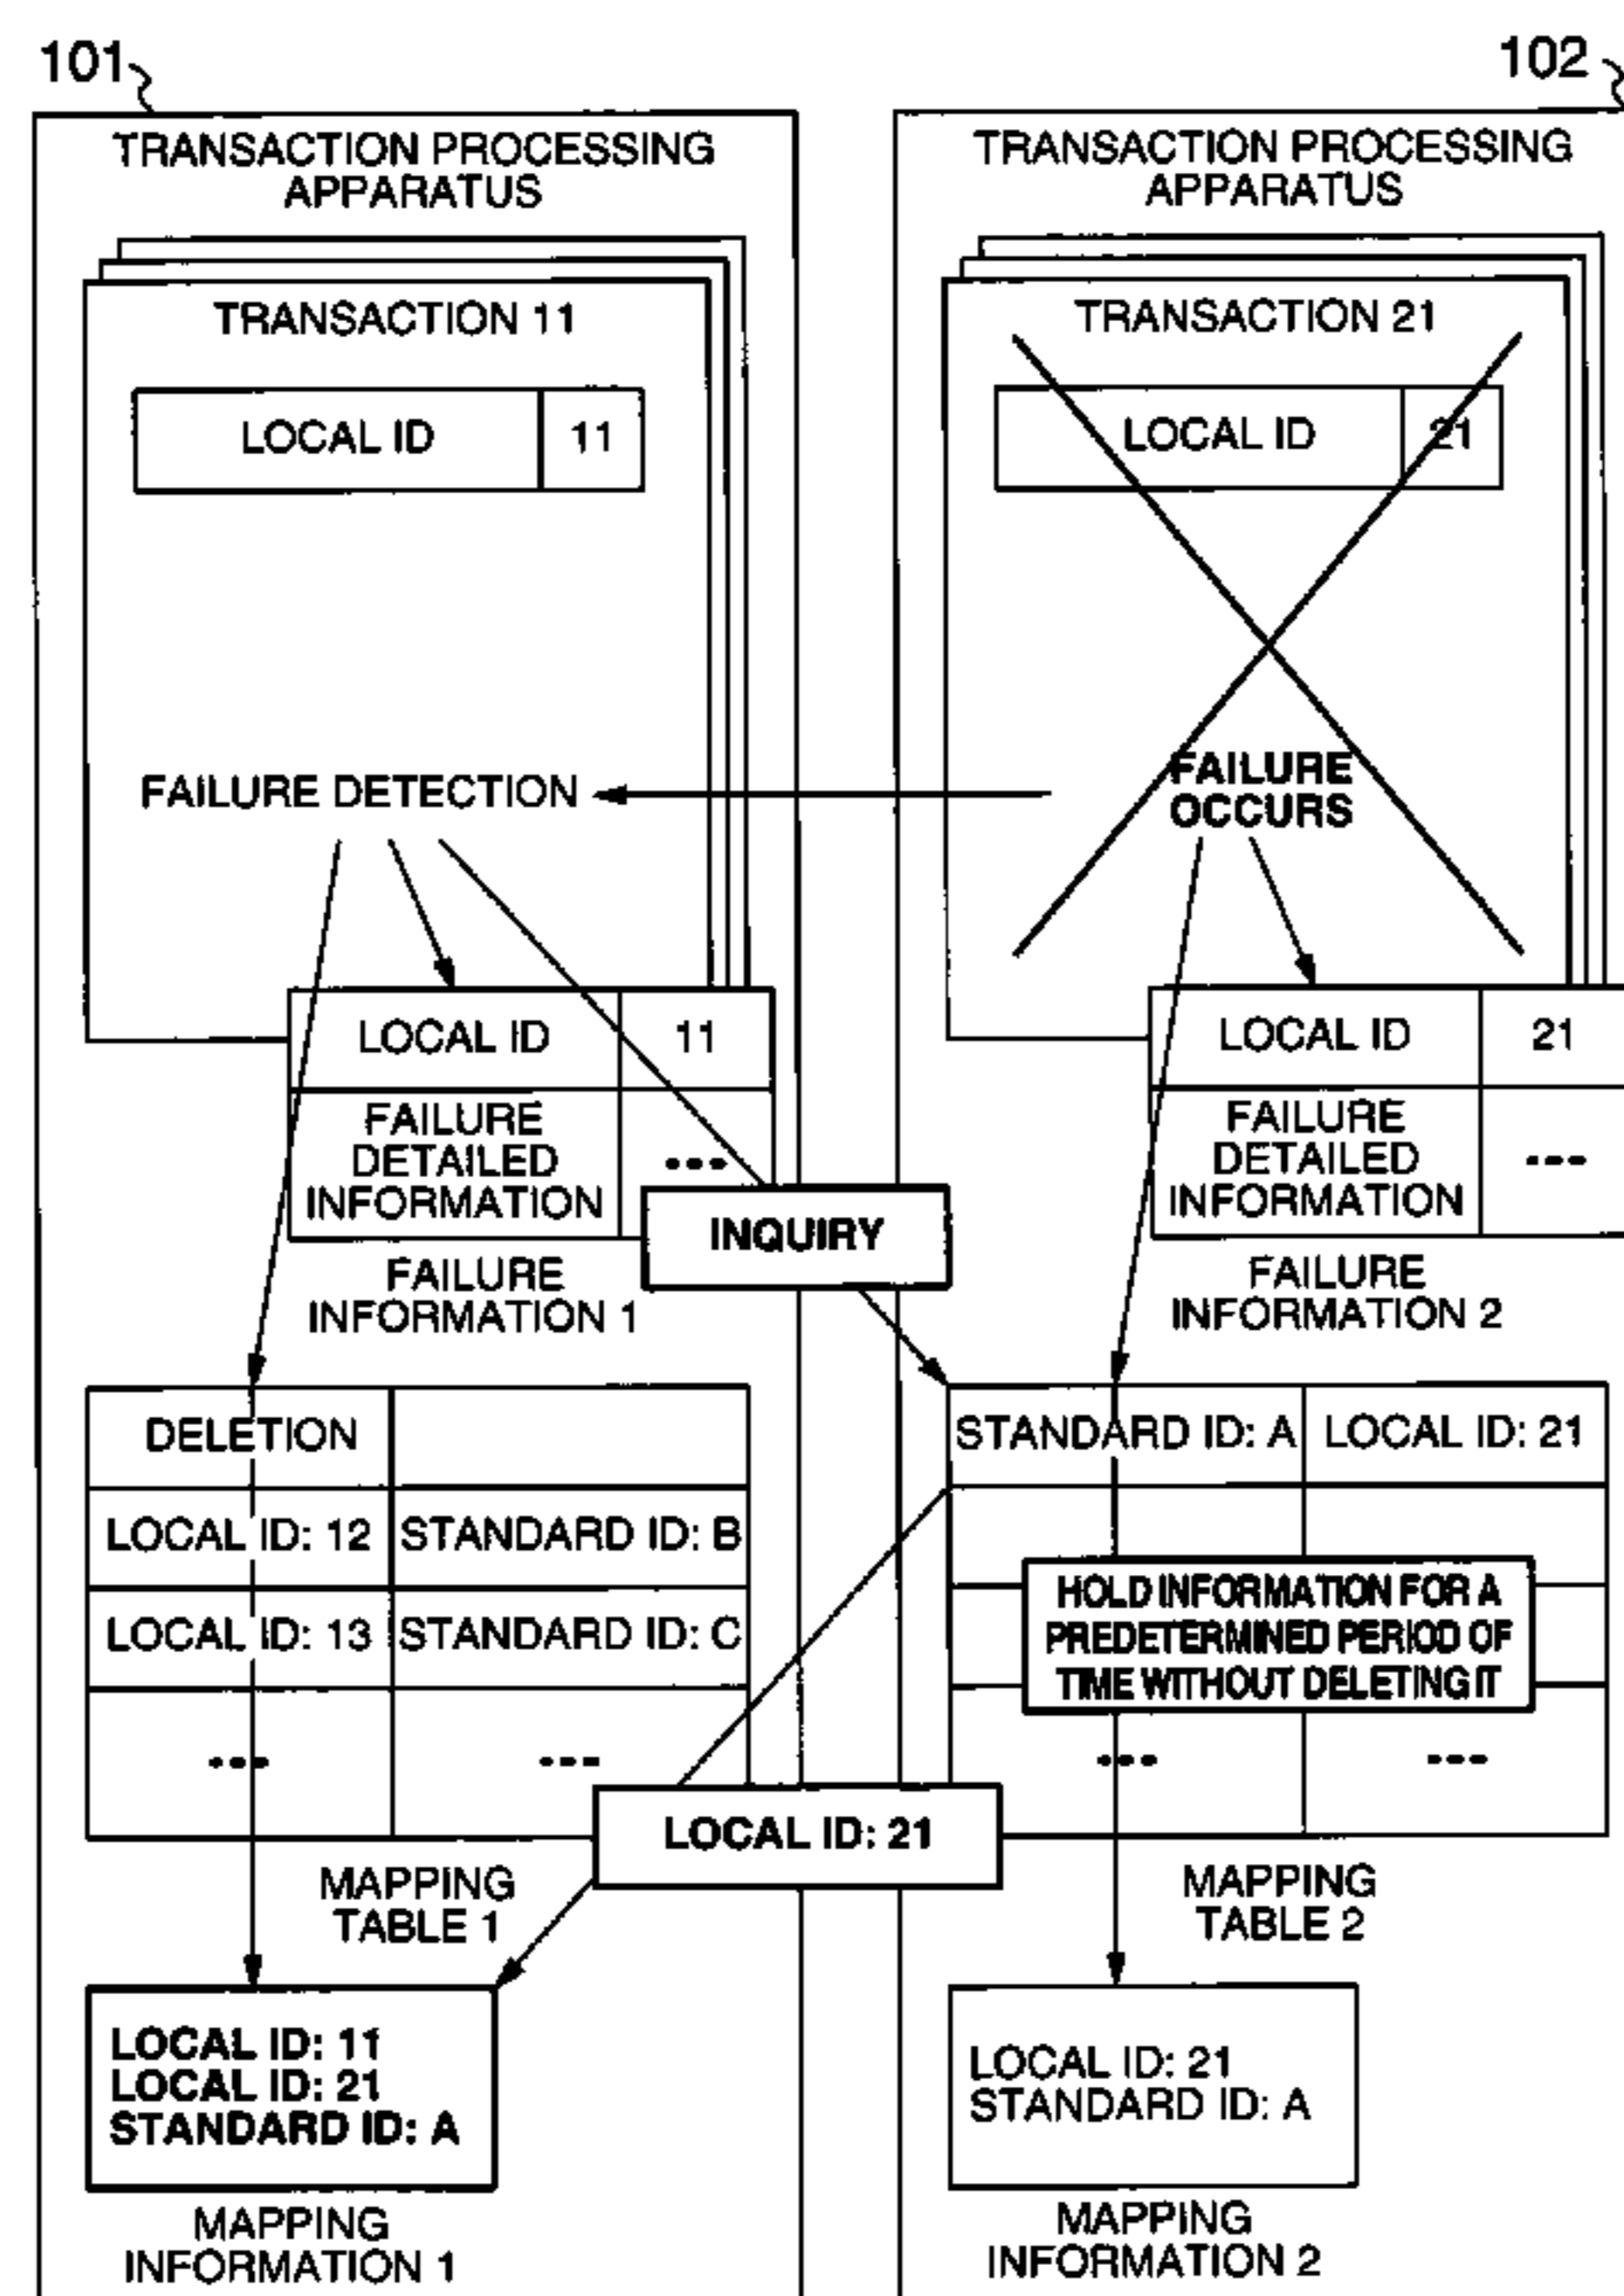 101
102
TRANSACTION PROCESSING
APPARATUS
TRANSACTION 11
LOCAL ID 11
FAILURE DETECTION
LOCAL ID 11
FAILURE
DETAILED
INFORMATION
---
FAILURE
INFORMATION 1
INQUIRY
DELETION
LOCAL ID: 12 STANDARD ID: B
LOCAL ID: 13 STANDARD ID: C
--- ---
MAPPING
TABLE 1
LOCAL ID: 21
LOCAL ID: 11
LOCAL ID: 21
STANDARD ID: A
MAPPING
INFORMATION 1
TRANSACTION PROCESSING
APPARATUS
TRANSACTION 21
LOCAL ID 21
FAILURE
OCCURS
LOCAL ID 21
FAILURE
DETAILED
INFORMATION
---
FAILURE
INFORMATION 2
STANDARD ID: A LOCAL ID: 21
HOLD INFORMATION FOR A
PREDETERMINED PERIOD OF
TIME WITHOUT DELETING IT
--- ---
MAPPING
TABLE 2
LOCAL ID: 21
STANDARD ID: A
MAPPING
INFORMATION 2